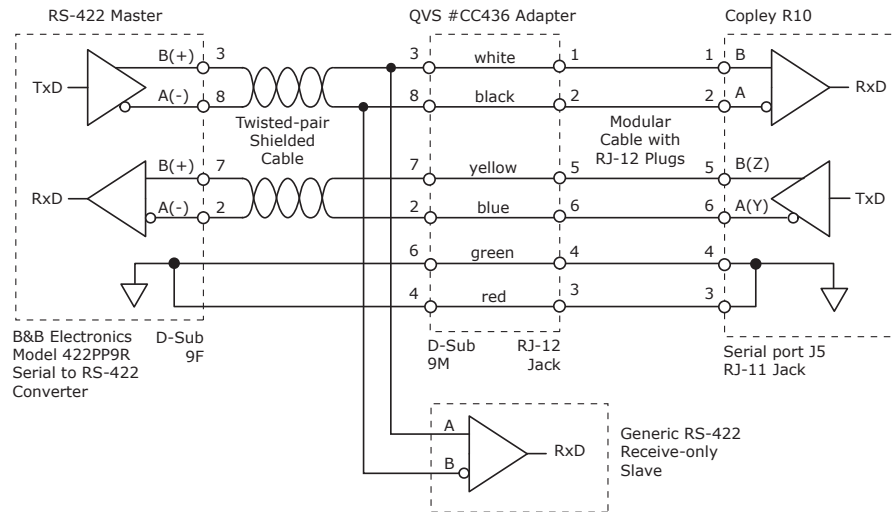 RS-422 Master
QVS #CC436 Adapter
Copley R10
B(+) 3
3 white 1
1 B
TxD
RxD
A(-) 8
8 black 2
2 A
Twisted-pair
Shielded
Cable
Modular
Cable with
RJ-12 Plugs
B(+) 7
7 yellow 5
5 B(Z)
RxD
TxD
A(-) 2
2 blue 6
6 A(Y)
6 green 4
4
4 red 3
3
B&B Electronics
Model 422PP9R
Serial to RS-422
Converter
D-Sub
9F
D-Sub
9M
RJ-12
Jack
Serial port J5
RJ-11 Jack
A
RxD
B
Generic RS-422
Receive-only
Slave